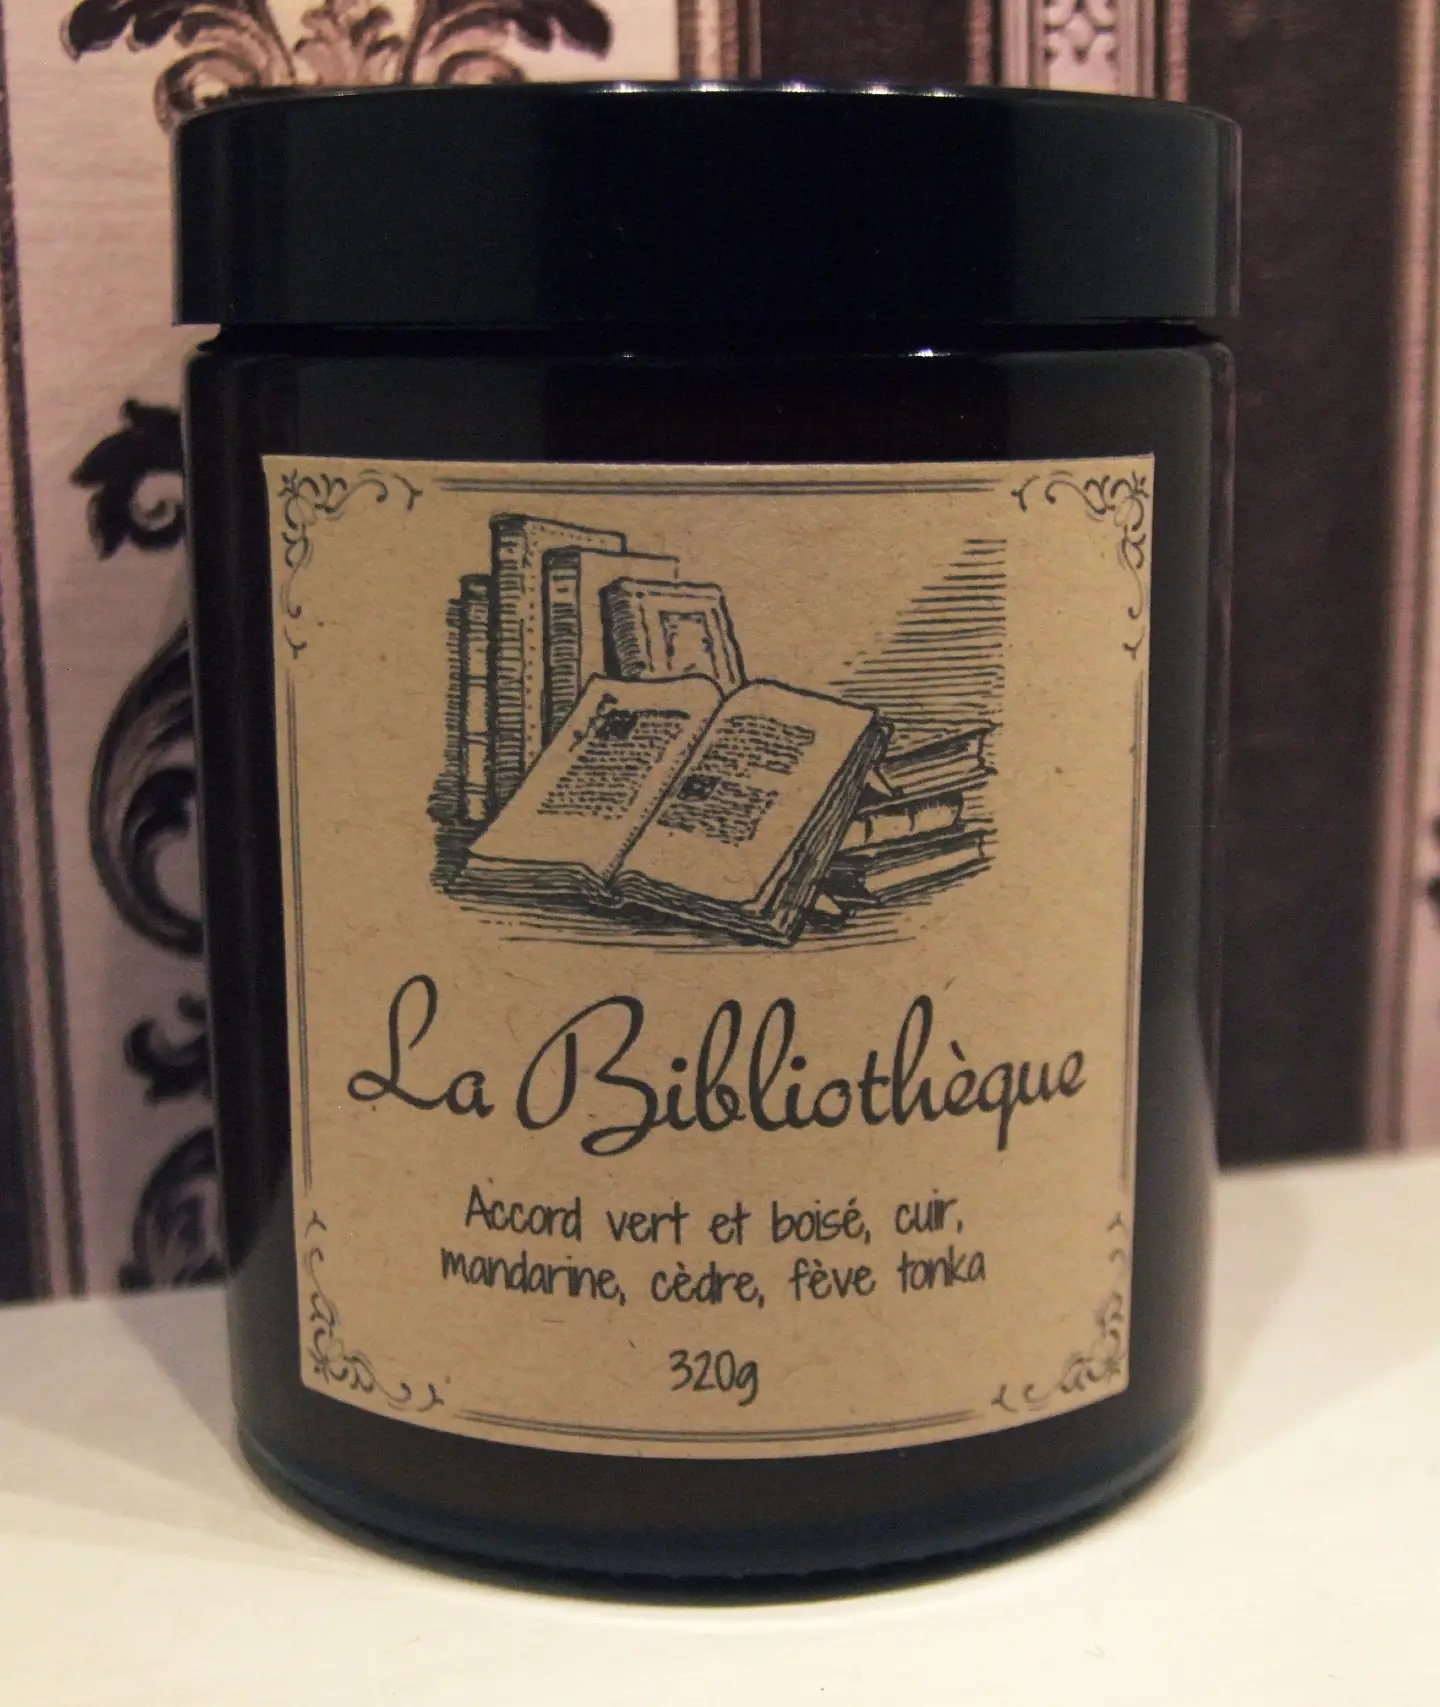 La Bibliothèque
Accord vert et boisé, cuir,
mandarine, cèdre, fève tonka
320g